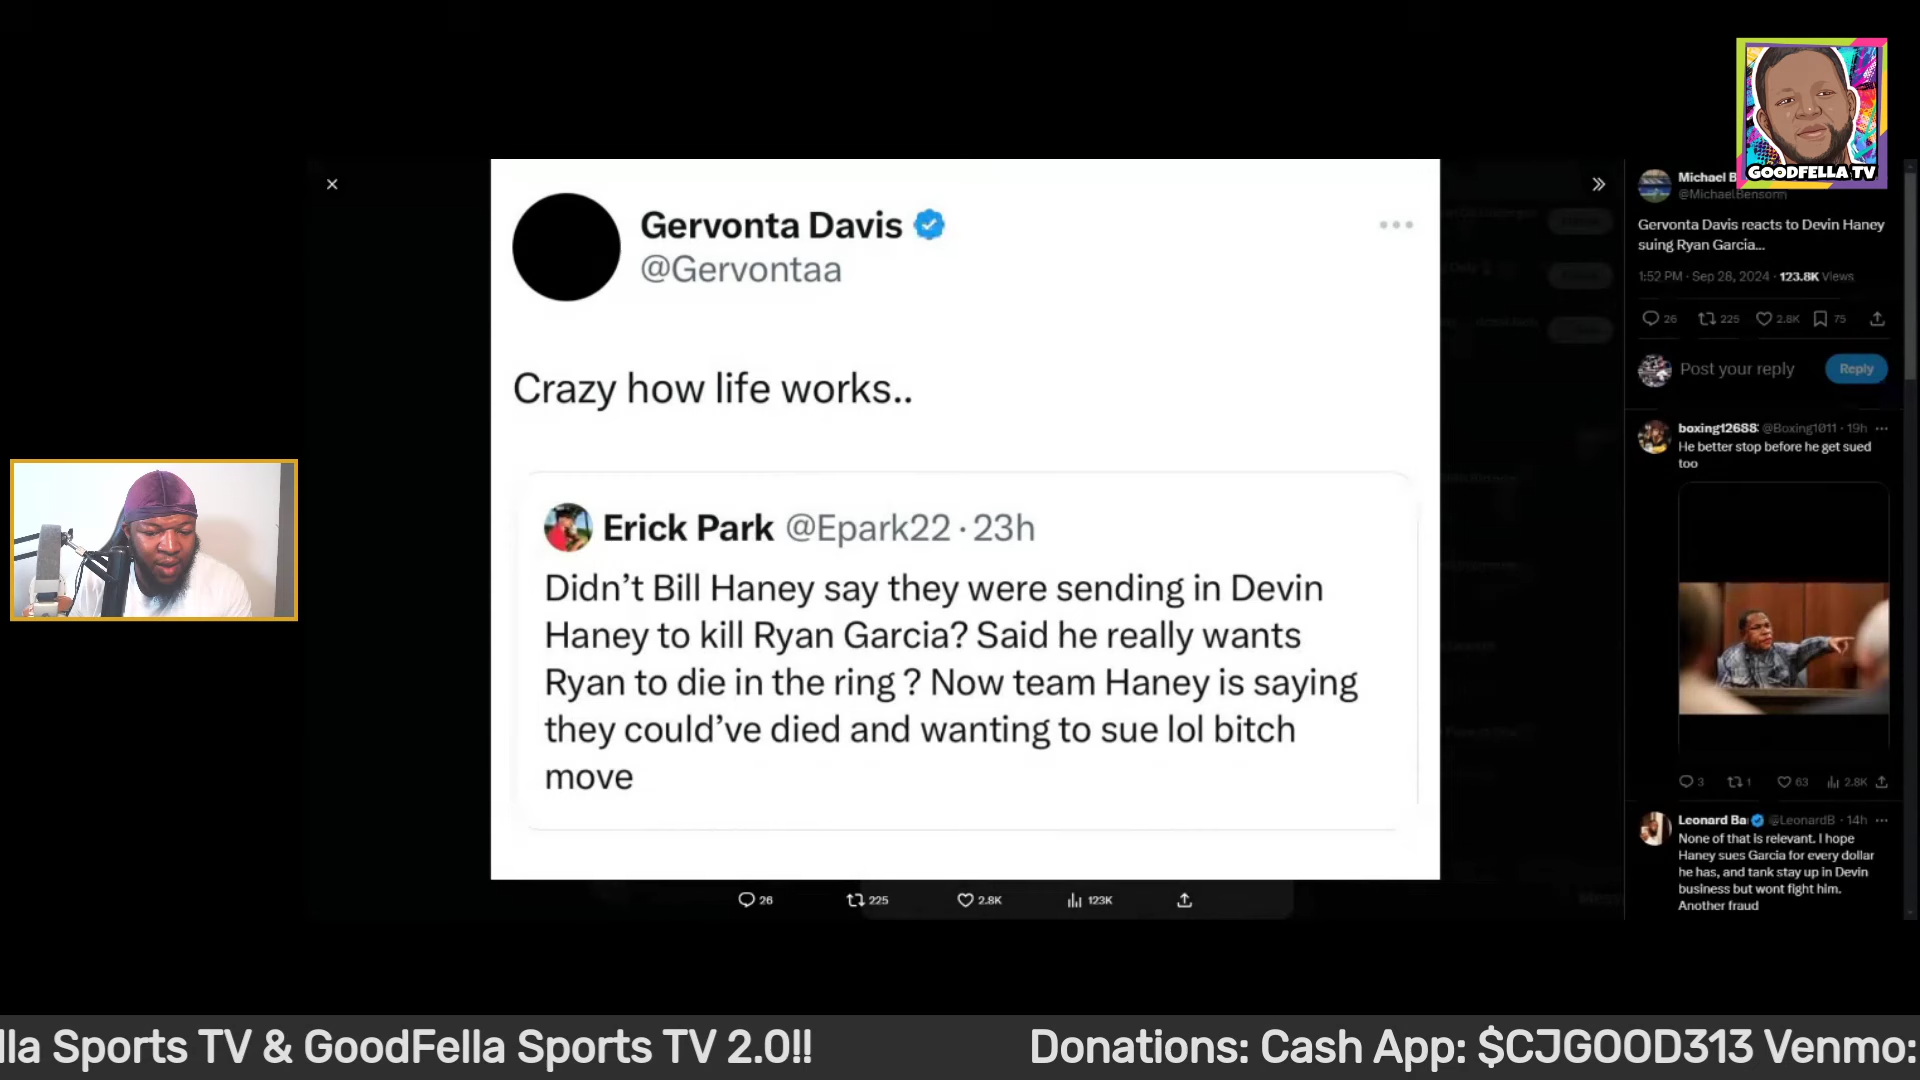 GOODFELLA TV
Gervonta Davis
@Gervontaa
Crazy how life works..
Erick Park @Epark22 · 23h
Didn’t Bill Haney say they were sending in Devin
Haney to kill Ryan Garcia? Said he really wants
Ryan to die in the ring ? Now team Haney is saying
they could’ve died and wanting to sue lol bitch
move
26 225 2.8K 123K
Michael B
@MichaelBenson
Gervonta Davis reacts to Devin Haney
suing Ryan Garcia...
1:52 PM · Sep 28, 2024 · 123.8K Views
26 225 2.8K 75
Post your reply Reply
boxing12688 @Boxing1011 · 19h
He better stop before he get sued
too
3 1 63 2.8K
Leonard Ba @LeonardB · 14h
None of that is relevant. I hope
Haney sues Garcia for every dollar
he has, and tank stay up in Devin
business but wont fight him.
Another fraud
lla Sports TV & GoodFella Sports TV 2.0!! Donations: Cash App: $CJGOOD313 Venmo: